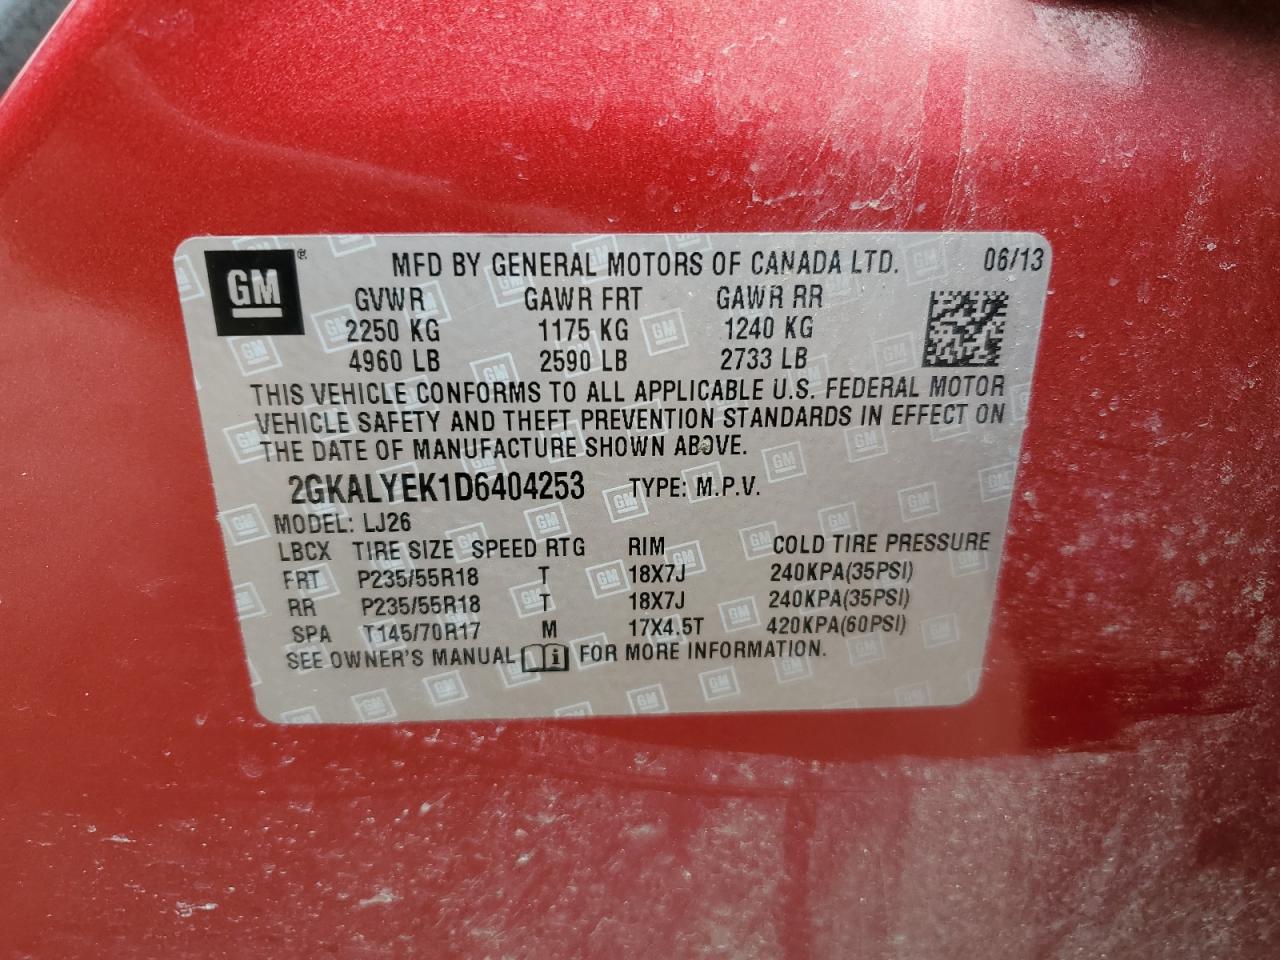 GM® MFD BY GENERAL MOTORS OF CANADA LTD. 06/13
GVWR GAWR FRT GAWR RR
2250 KG 1175 KG 1240 KG
4960 LB 2590 LB 2733 LB
THIS VEHICLE CONFORMS TO ALL APPLICABLE U.S. FEDERAL MOTOR
VEHICLE SAFETY AND THEFT PREVENTION STANDARDS IN EFFECT ON
THE DATE OF MANUFACTURE SHOWN ABOVE.
2GKALYEK1D6404253 TYPE: M.P.V.
MODEL: LJ26
LBCX TIRE SIZE SPEED RTG RIM COLD TIRE PRESSURE
FRT P235/55R18 T 18X7J 240KPA(35PSI)
RR P235/55R18 T 18X7J 240KPA(35PSI)
SPA T145/70R17 M 17X4.5T 420KPA(60PSI)
SEE OWNER'S MANUAL i FOR MORE INFORMATION.